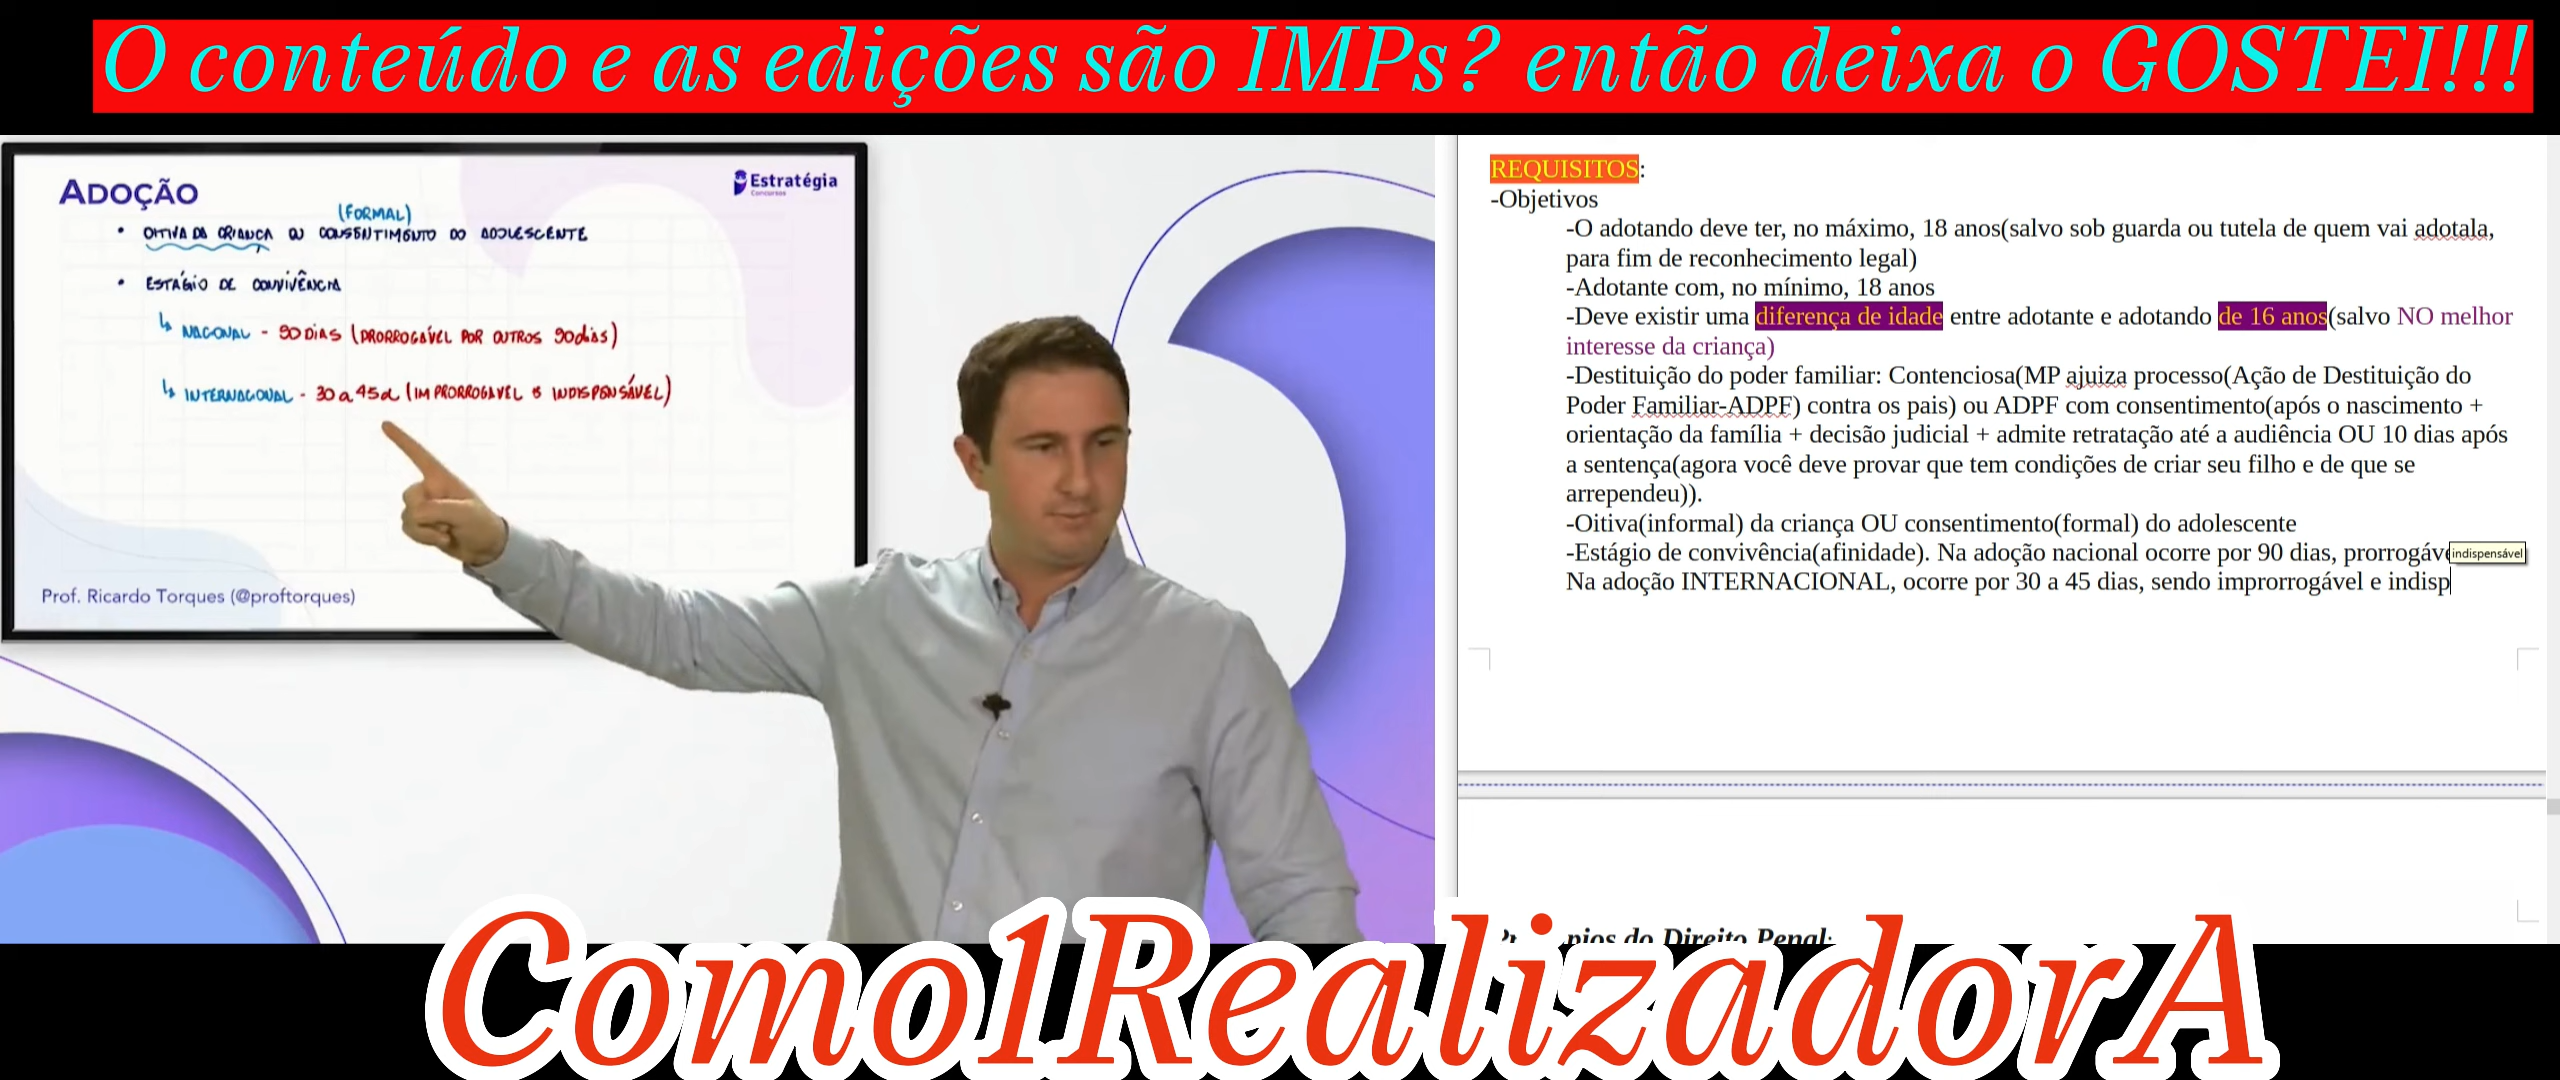 O conteúdo e as edições são IMPs? então deixa o GOSTEI!!!
ADOÇÃO
Estratégia
Concursos
(FORMAL)
• OITIVA DA CRIANÇA OU CONSENTIMENTO DO ADOLESCENTE
• ESTÁGIO DE CONVIVÊNCIA
↳ NACIONAL - 90 DIAS (PRORROGÁVEL POR OUTROS 90 dias)
↳ INTERNACIONAL - 30 a 45d (IMPRORROGÁVEL E INDISPENSÁVEL)
Prof. Ricardo Torques (@proftorques)
REQUISITOS:
-Objetivos
-O adotando deve ter, no máximo, 18 anos(salvo sob guarda ou tutela de quem vai adotala,
para fim de reconhecimento legal)
-Adotante com, no mínimo, 18 anos
-Deve existir uma diferença de idade entre adotante e adotando de 16 anos(salvo NO melhor
interesse da criança)
-Destituição do poder familiar: Contenciosa(MP ajuiza processo(Ação de Destituição do
Poder Familiar-ADPF) contra os pais) ou ADPF com consentimento(após o nascimento +
orientação da família + decisão judicial + admite retratação até a audiência OU 10 dias após
a sentença(agora você deve provar que tem condições de criar seu filho e de que se
arrependeu)).
-Oitiva(informal) da criança OU consentimento(formal) do adolescente
-Estágio de convivência(afinidade). Na adoção nacional ocorre por 90 dias, prorrogáve
indispensável
Na adoção INTERNACIONAL, ocorre por 30 a 45 dias, sendo improrrogável e indisp
do Direito Penal:
Como1RealizadorA